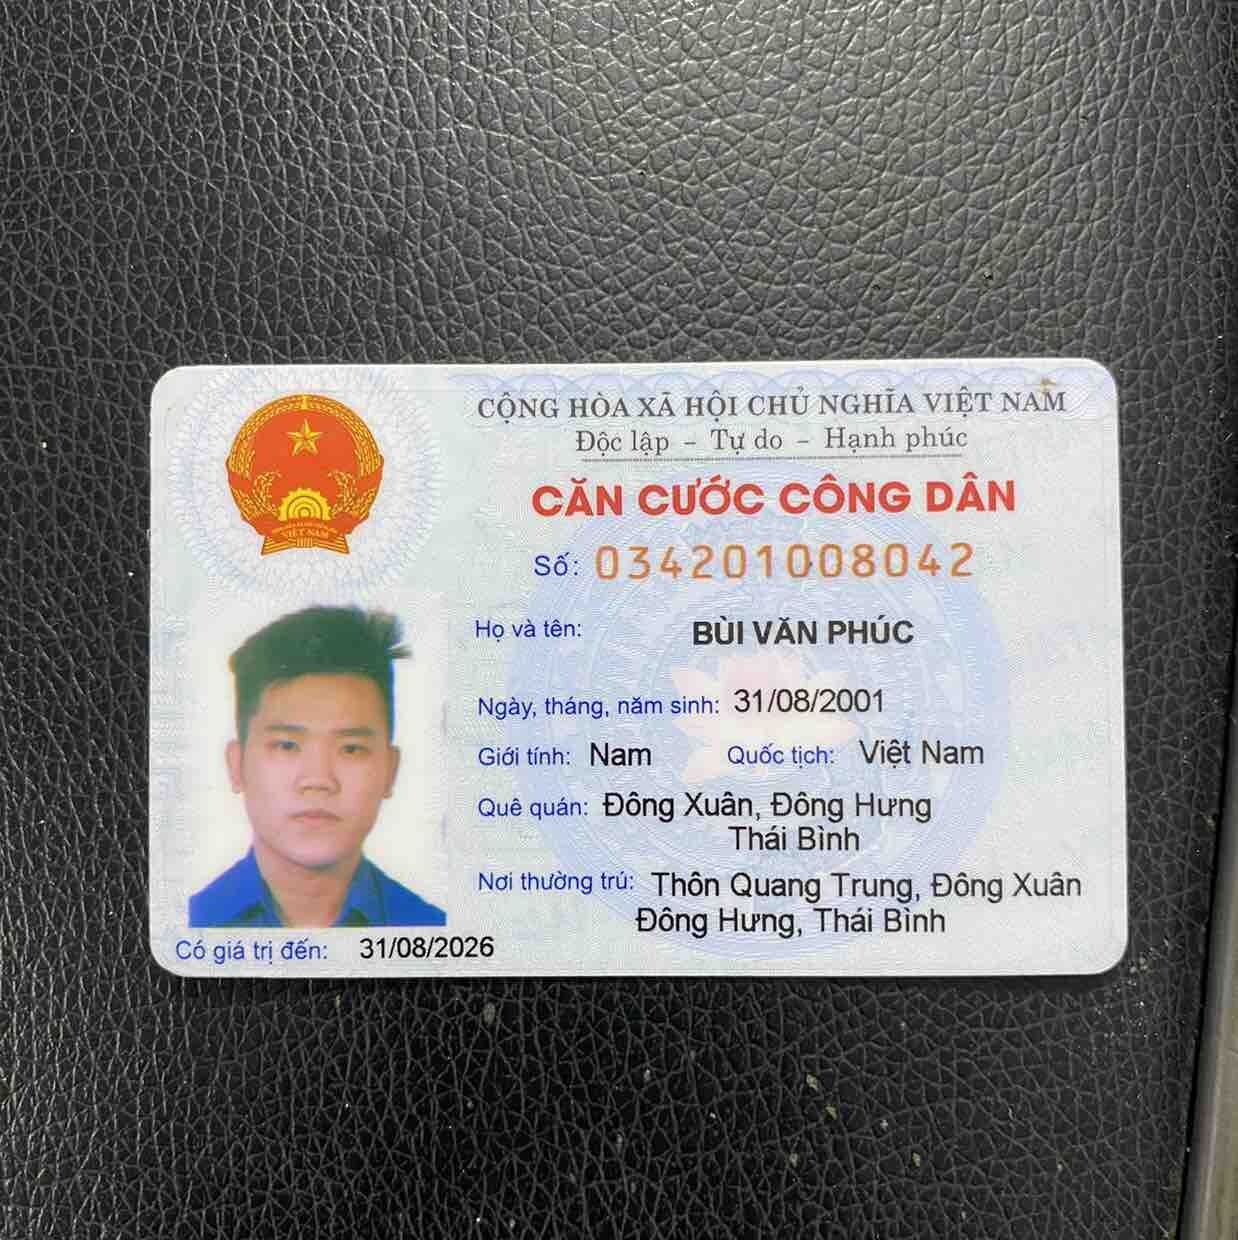 CỘNG HÒA XÃ HỘI CHỦ NGHĨA VIỆT NAM
Độc lập - Tự do - Hạnh phúc
CĂN CƯỚC CÔNG DÂN
Số: 034201008042
Họ và tên: BÙI VĂN PHÚC
Ngày, tháng, năm sinh: 31/08/2001
Giới tính: Nam Quốc tịch: Việt Nam
Quê quán: Đông Xuân, Đông Hưng
Thái Bình
Nơi thường trú: Thôn Quang Trung, Đông Xuân
Đông Hưng, Thái Bình
Có giá trị đến: 31/08/2026
VIỆT NAM